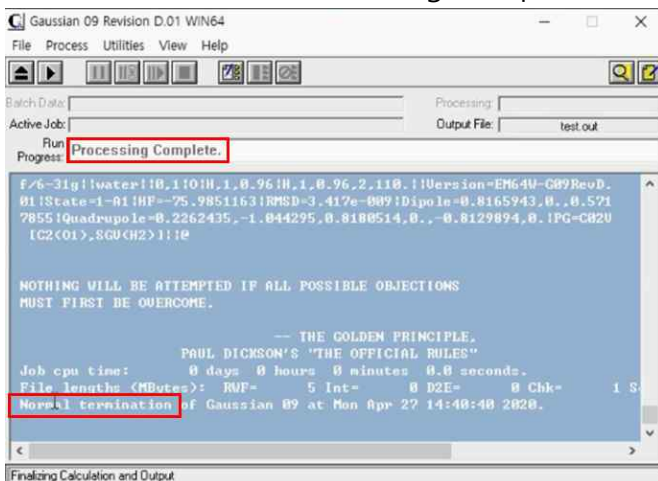 Gaussian 09 Revision D.01 WIN64
File Process Utilities View Help
Batch Data:
Processing:
Active Job:
Output File: test.out
Run Progress: Processing Complete.
f/6-31g||water||0,1|O|H,1,0.96|H,1,0.96,2,110.||Version=EM64W-G09RevD.
01|State=1-A1|HF=-75.9851163|RMSD=3.417e-009|Dipole=0.8165943,0.,0.571
7855|Quadrupole=0.2262435,-1.044295,0.8180514,0.,-0.8129894,0.|PG=C02V
[C2(O1),SGV(H2)]||@
NOTHING WILL BE ATTEMPTED IF ALL POSSIBLE OBJECTIONS
MUST FIRST BE OVERCOME.
-- THE GOLDEN PRINCIPLE,
PAUL DICKSON'S "THE OFFICIAL RULES"
Job cpu time: 0 days 0 hours 0 minutes 0.0 seconds.
File lengths (MBytes): RWF= 5 Int= 0 D2E= 0 Chk= 1 S
Normal termination of Gaussian 09 at Mon Apr 27 14:40:40 2020.
Finalizing Calculation and Output